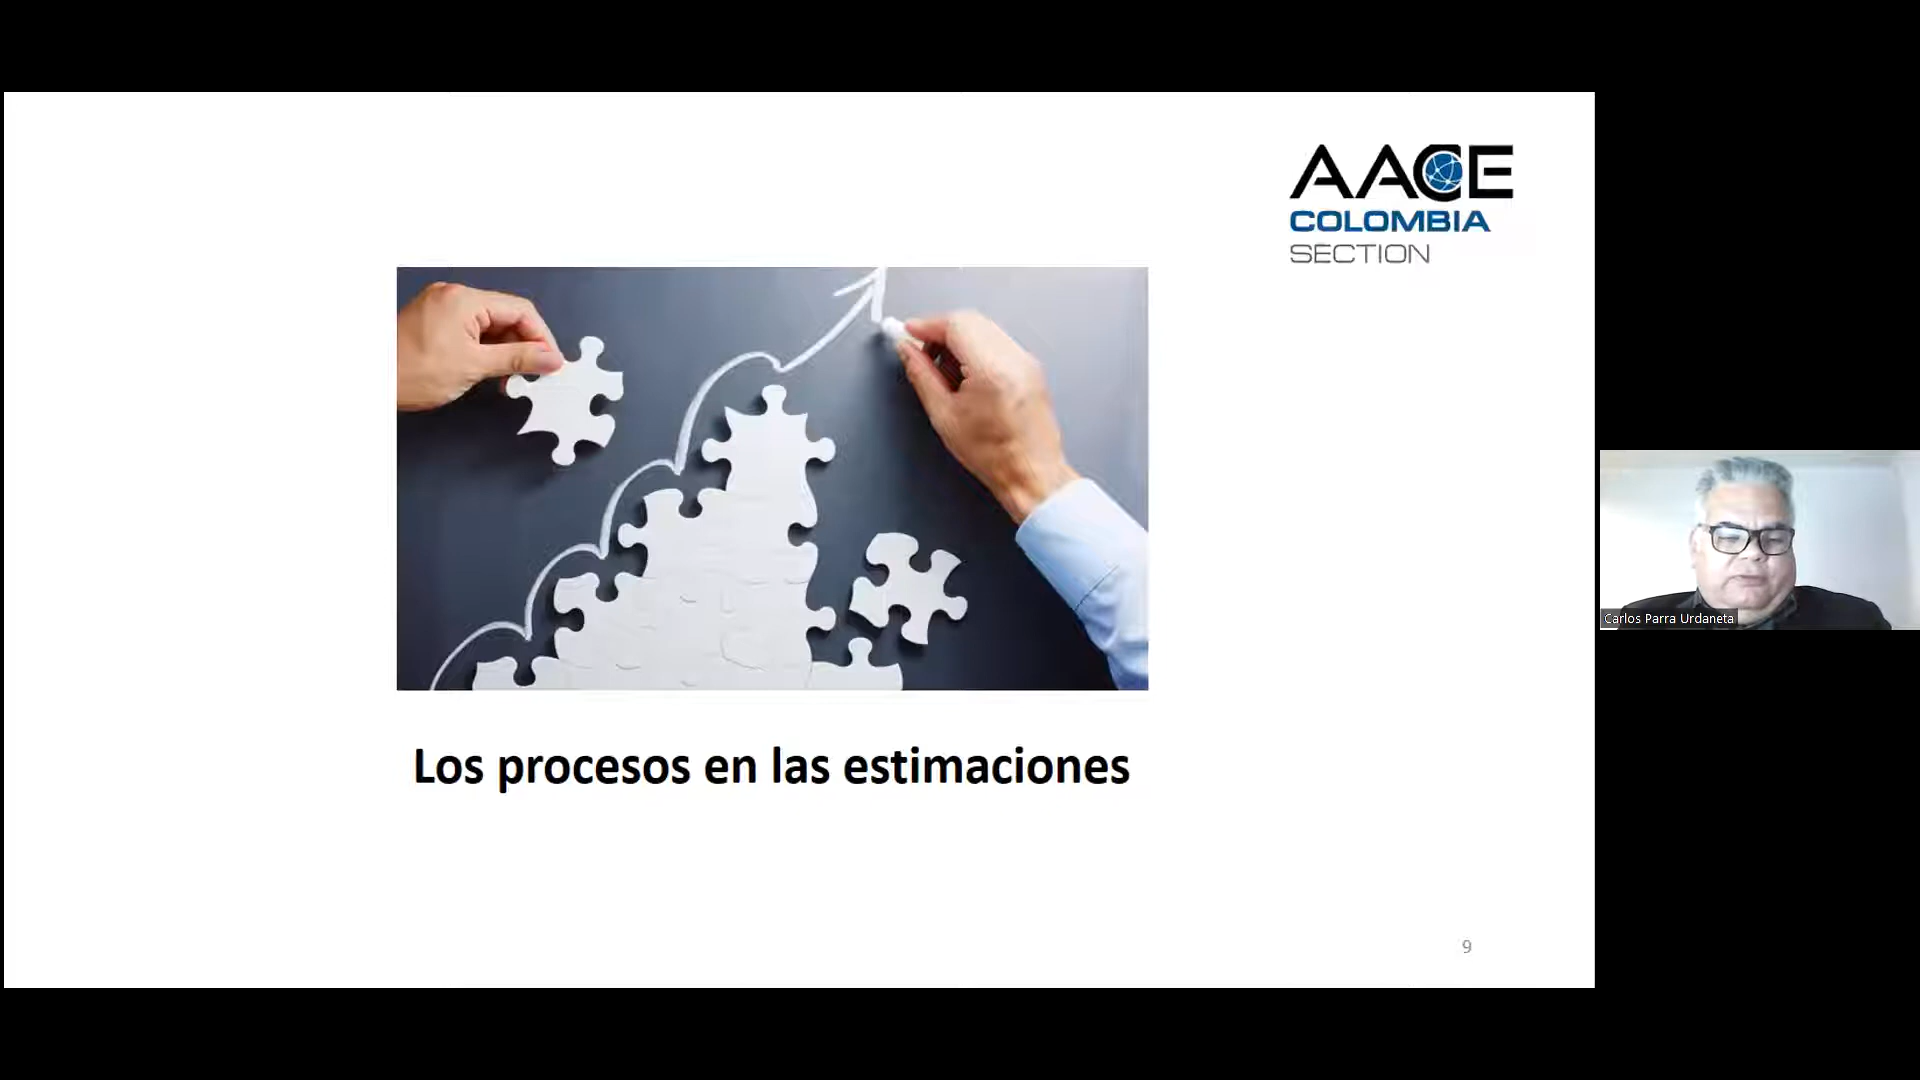 AACE
COLOMBIA
SECTION
Los procesos en las estimaciones
9
Carlos Parra Urdaneta